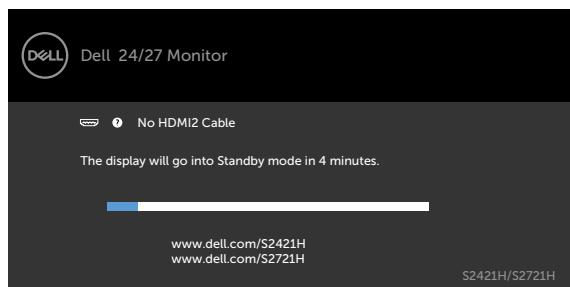 DELL
Dell 24/27 Monitor
? No HDMI2 Cable
The display will go into Standby mode in 4 minutes.
www.dell.com/S2421H
www.dell.com/S2721H
S2421H/S2721H